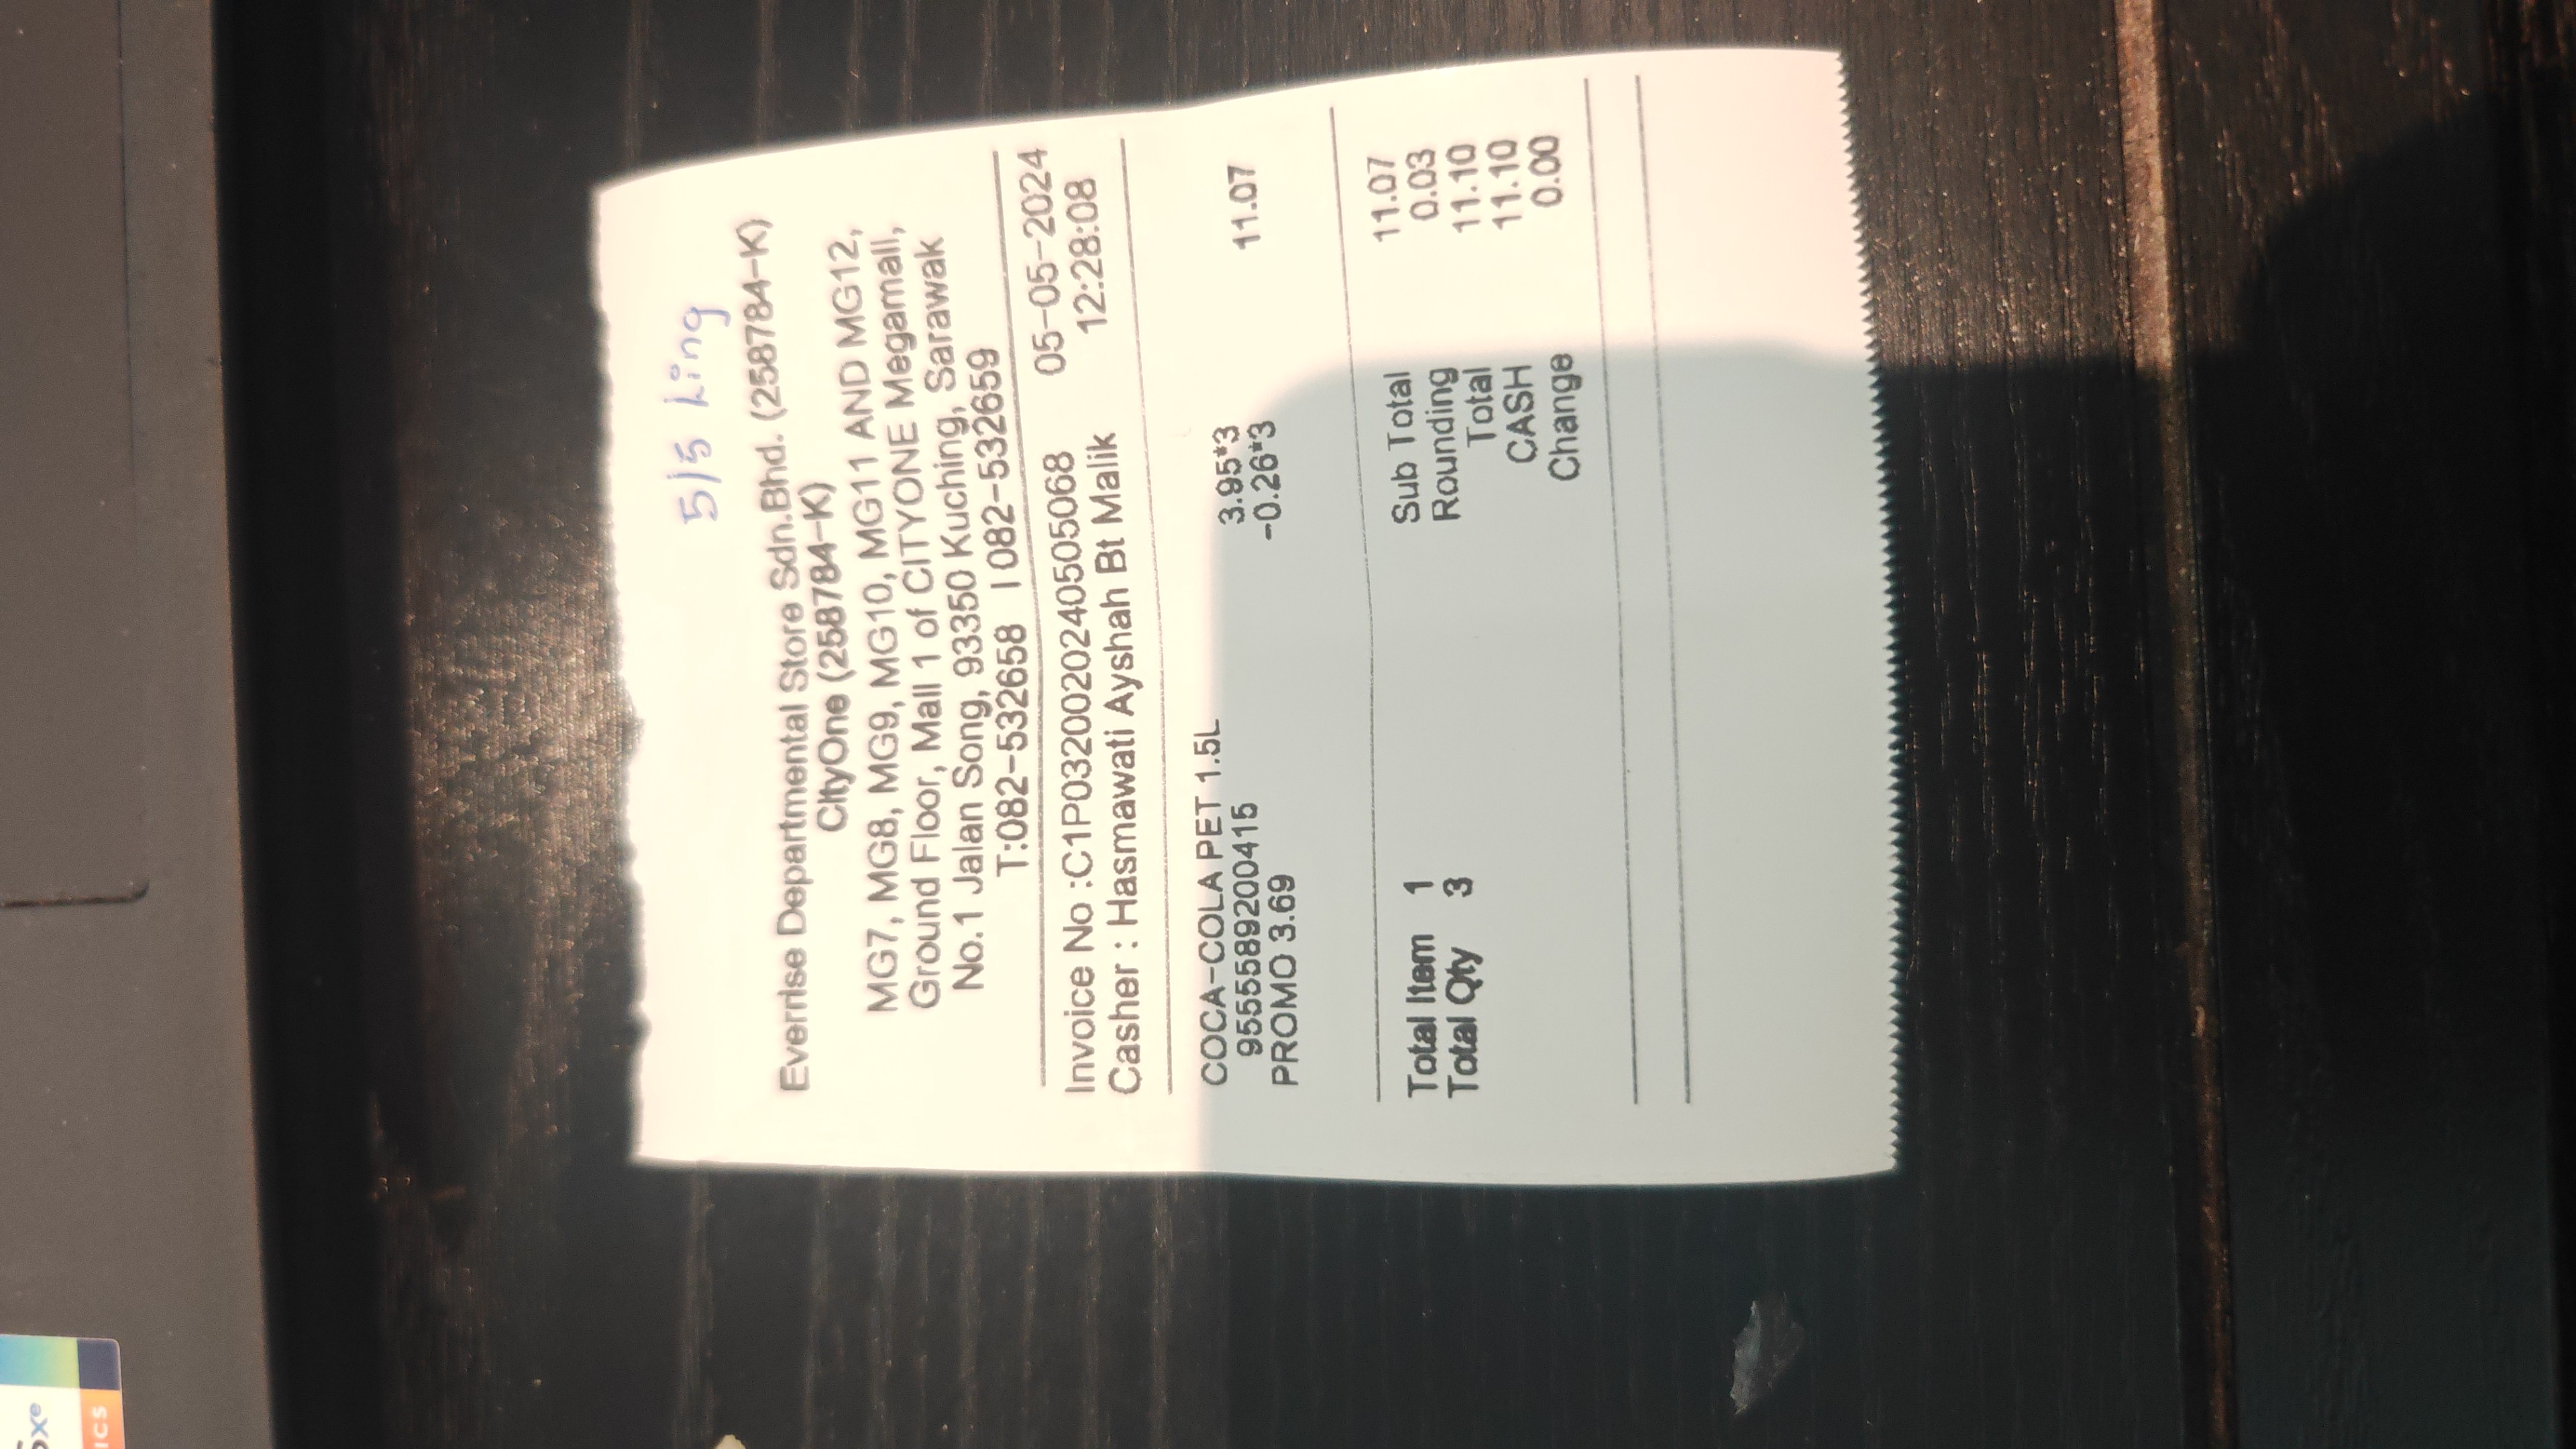 ICS
5/5 Ling
Everrise Departmental Store Sdn.Bhd. (258784-K)
CityOne (258784-K)
MG7, MG8, MG9, MG10, MG11 AND MG12,
Ground Floor, Mall 1 of CITYONE Megamall,
No.1 Jalan Song, 93350 Kuching, Sarawak
T:082-532658 | 082-532659
Invoice No :C1P0320020240505068 05-05-2024
Casher : Hasmawati Ayshah Bt Malik 12:28:08
COCA-COLA PET 1.5L
9555589200415 3.95*3 11.07
PROMO 3.69 -0.26*3
Sub Total 11.07
Total Item 1 Rounding 0.03
Total Qty 3 Total 11.10
CASH 11.10
Change 0.00